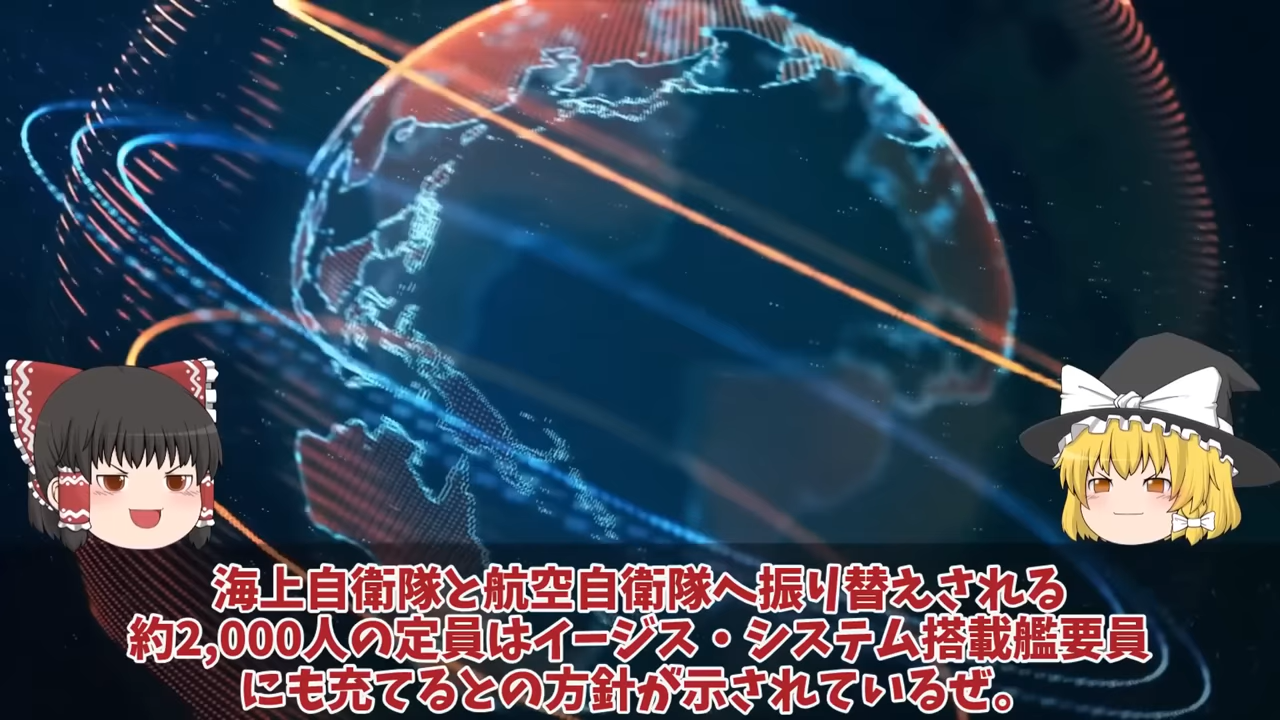 海上自衛隊と航空自衛隊へ振り替えされる
約2,000人の定員はイージス・システム搭載艦要員
にも充てるとの方針が示されているぜ。